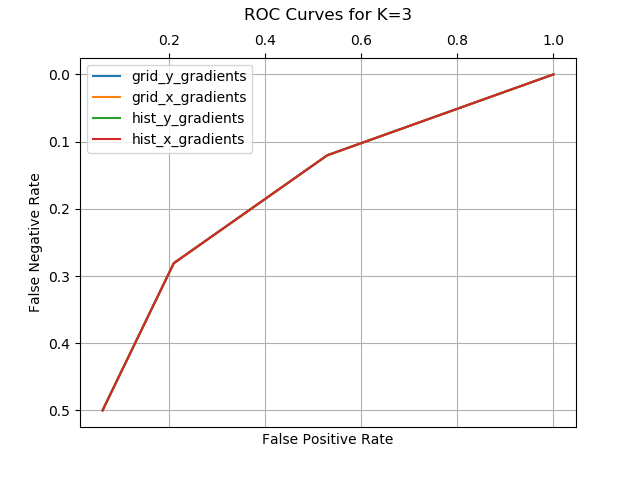 ROC Curves for K=3
0.2 0.4 0.6 0.8 1.0
grid_y_gradients
grid_x_gradients
hist_y_gradients
hist_x_gradients
0.0
0.1
0.2
0.3
0.4
0.5
False Negative Rate
False Positive Rate